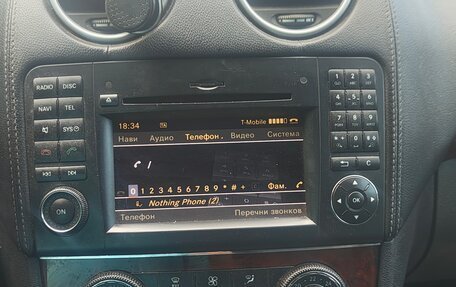 RADIO DISC
NAVI TEL
SYS
ON
18:34 TA T-Mobile
Нави Аудио Телефон Видео Система
/
0 1 2 3 4 5 6 7 8 9 * # + Фам.
Nothing Phone (2)
Телефон Перечни звонков
C
OK